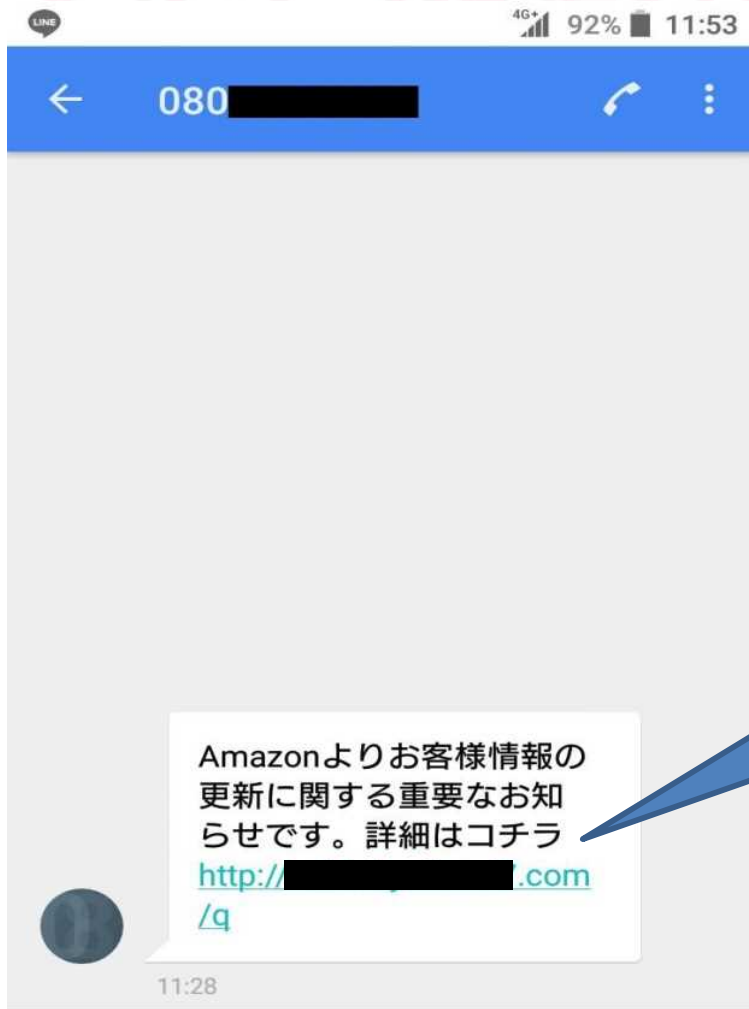 LINE
4G+ 92% 11:53
080
Amazonよりお客様情報の
更新に関する重要なお知
らせです。詳細はコチラ
http:// .com
/q
11:28